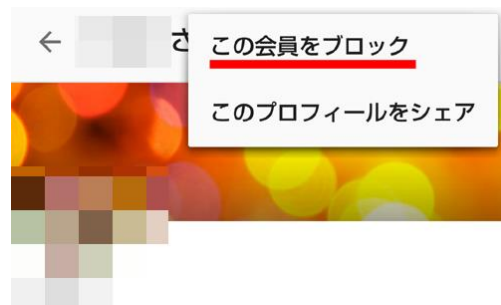 さ
この会員をブロック
このプロフィールをシェア